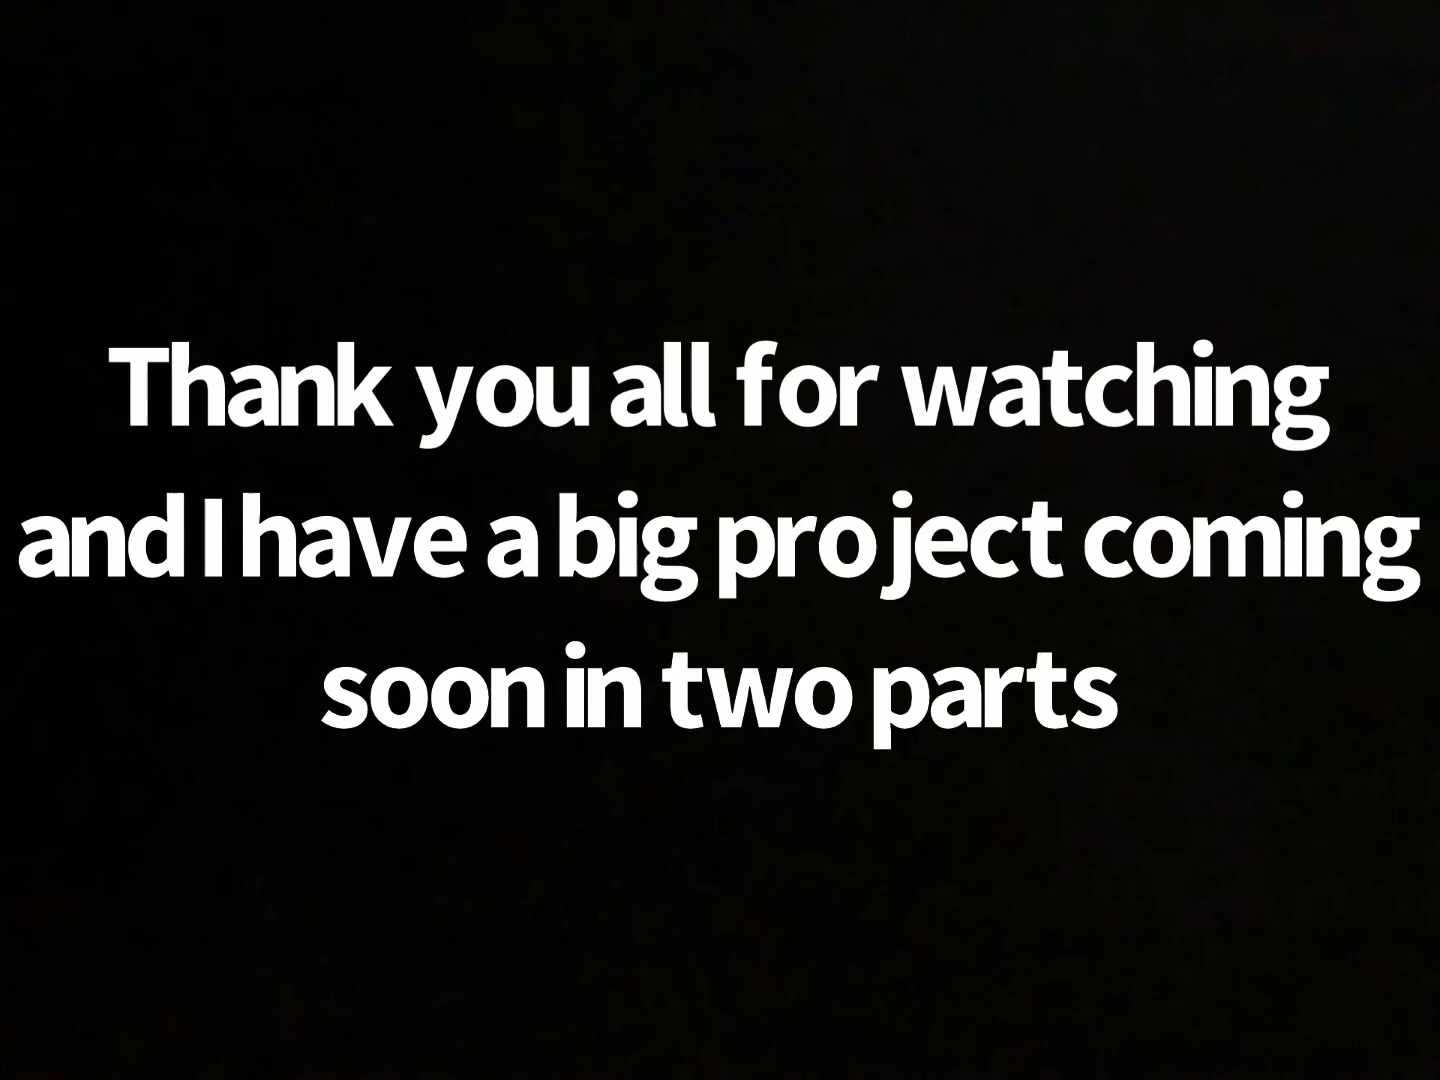 Thank you all for watching
and I have a big project coming
soon in two parts